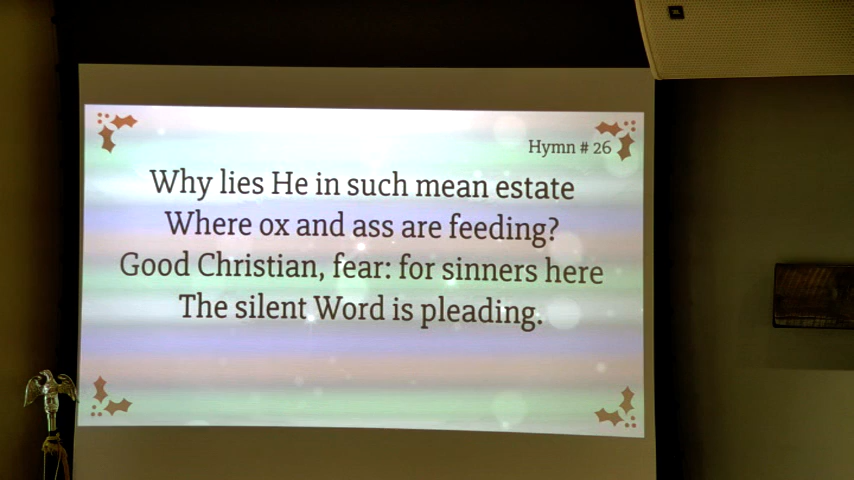 Hymn # 26
Why lies He in such mean estate
Where ox and ass are feeding?
Good Christian, fear: for sinners here
The silent Word is pleading.